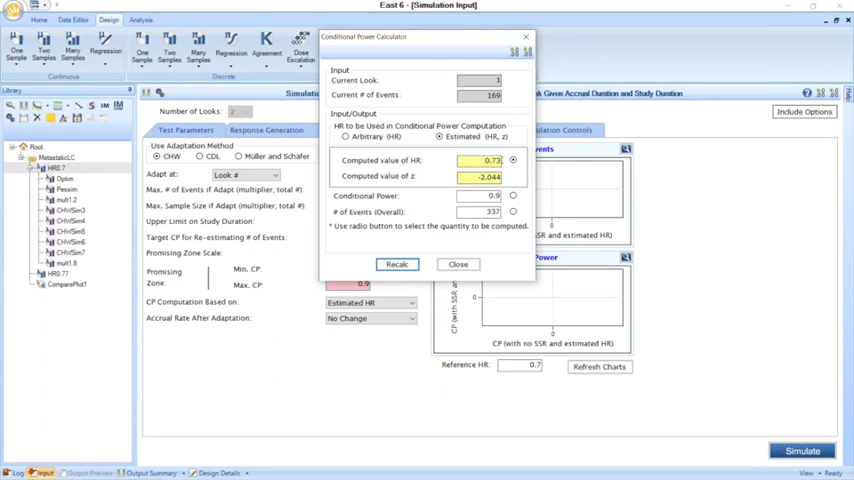 East 6 - [Simulation Input]
Home Data Editor Design Analysis
One Sample Two Samples Many Samples Regression One Sample Two Samples Many Samples Regression Agreement Dose Escalation
Continuous Discrete
Library
Root
MetastaticLC
HR0.7
Optim
Pessim
mult1.2
CHWSim3
CHWSim4
CHWSim5
CHWSim6
CHWSim7
mult1.8
HR0.77
ComparePlot1
Conditional Power Calculator
Input
Current Look: 1
Current # of Events: 169
Input/Output
HR to be Used in Conditional Power Computation
Arbitrary (HR) Estimated (HR, z)
Computed value of HR: 0.73
Computed value of z: -2.044
Conditional Power: 0.9
# of Events (Overall): 337
* Use radio button to select the quantity to be computed.
Recalc Close
nk Given Accrual Duration and Study Duration
Number of Looks: 2
Include Options
Test Parameters Response Generation ulation Controls
Use Adaptation Method
CHW CDL Müller and Schäfer
Adapt at: Look #
Max. # of Events if Adapt (multiplier; total #):
Max. Sample Size if Adapt (multiplier; total #):
Upper Limit on Study Duration:
Target CP for Re-estimating # of Events:
Promising Zone Scale:
Promising Zone: Min. CP:
Max. CP: 0.9
CP Computation Based on: Estimated HR
Accrual Rate After Adaptation: No Change
vents
0
SSR and estimated HR)
Power
CP (with SSR and
0
0
CP (with no SSR and estimated HR)
Reference HR: 0.7 Refresh Charts
Simulate
Log Input Output Preview Output Summary Design Details View Ready
Help